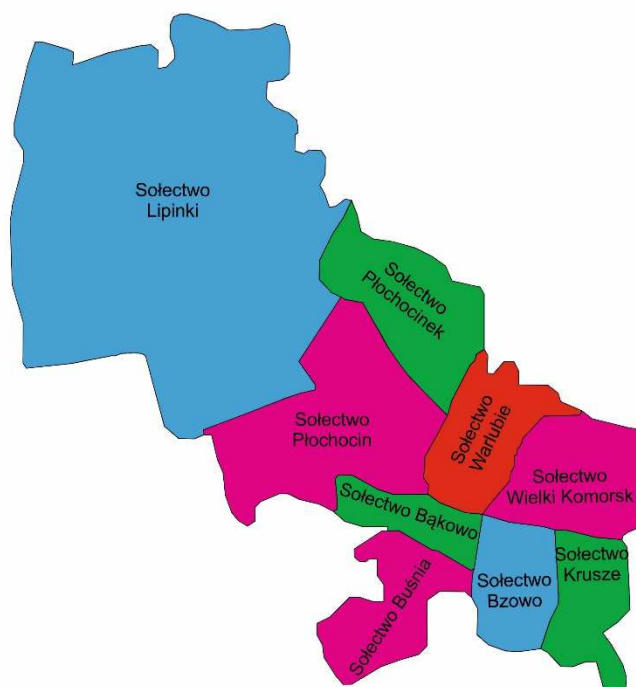 Sołectwo
Lipinki
Sołectwo
Płochocinek
Sołectwo
Płochocin
Sołectwo
Warlubie
Sołectwo
Wielki Komorsk
Sołectwo Bąkowo
Sołectwo Buśnia
Sołectwo
Bzowo
Sołectwo
Krusze